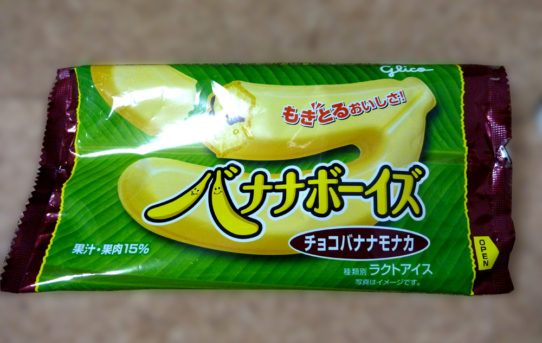 glico
もぎとるおいしさ!
バナナボーイズ
チョコバナナモナカ
果汁・果肉15%
種類別 ラクトアイス
写真はイメージです。
OPEN